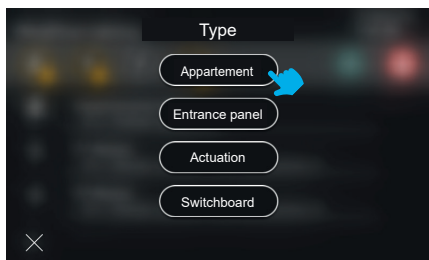 Type
Appartement
Entrance panel
Actuation
Switchboard